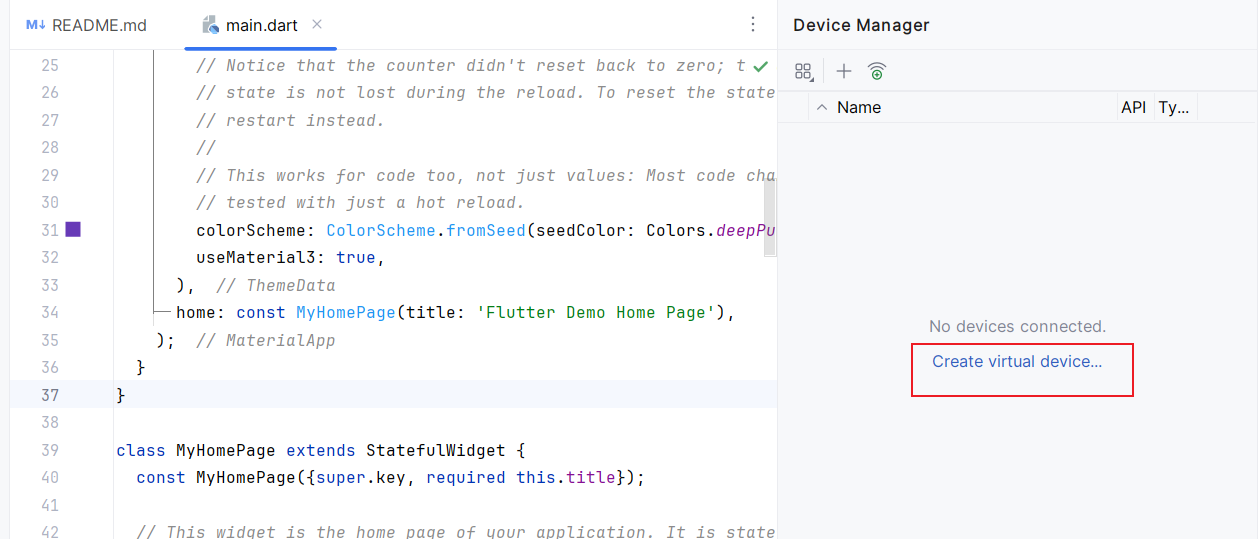 M↓ README.md
main.dart
Device Manager
25 // Notice that the counter didn't reset back to zero; t
26 // state is not lost during the reload. To reset the state
27 // restart instead.
28 //
29 // This works for code too, not just values: Most code cha
30 // tested with just a hot reload.
31 colorScheme: ColorScheme.fromSeed(seedColor: Colors.deepPu
32 useMaterial3: true,
33 ), // ThemeData
34 home: const MyHomePage(title: 'Flutter Demo Home Page'),
35 ); // MaterialApp
36 }
37 }
38
39 class MyHomePage extends StatefulWidget {
40 const MyHomePage({super.key, required this.title});
41
42 // This widget is the home page of your application. It is state
Name API Ty...
No devices connected.
Create virtual device...